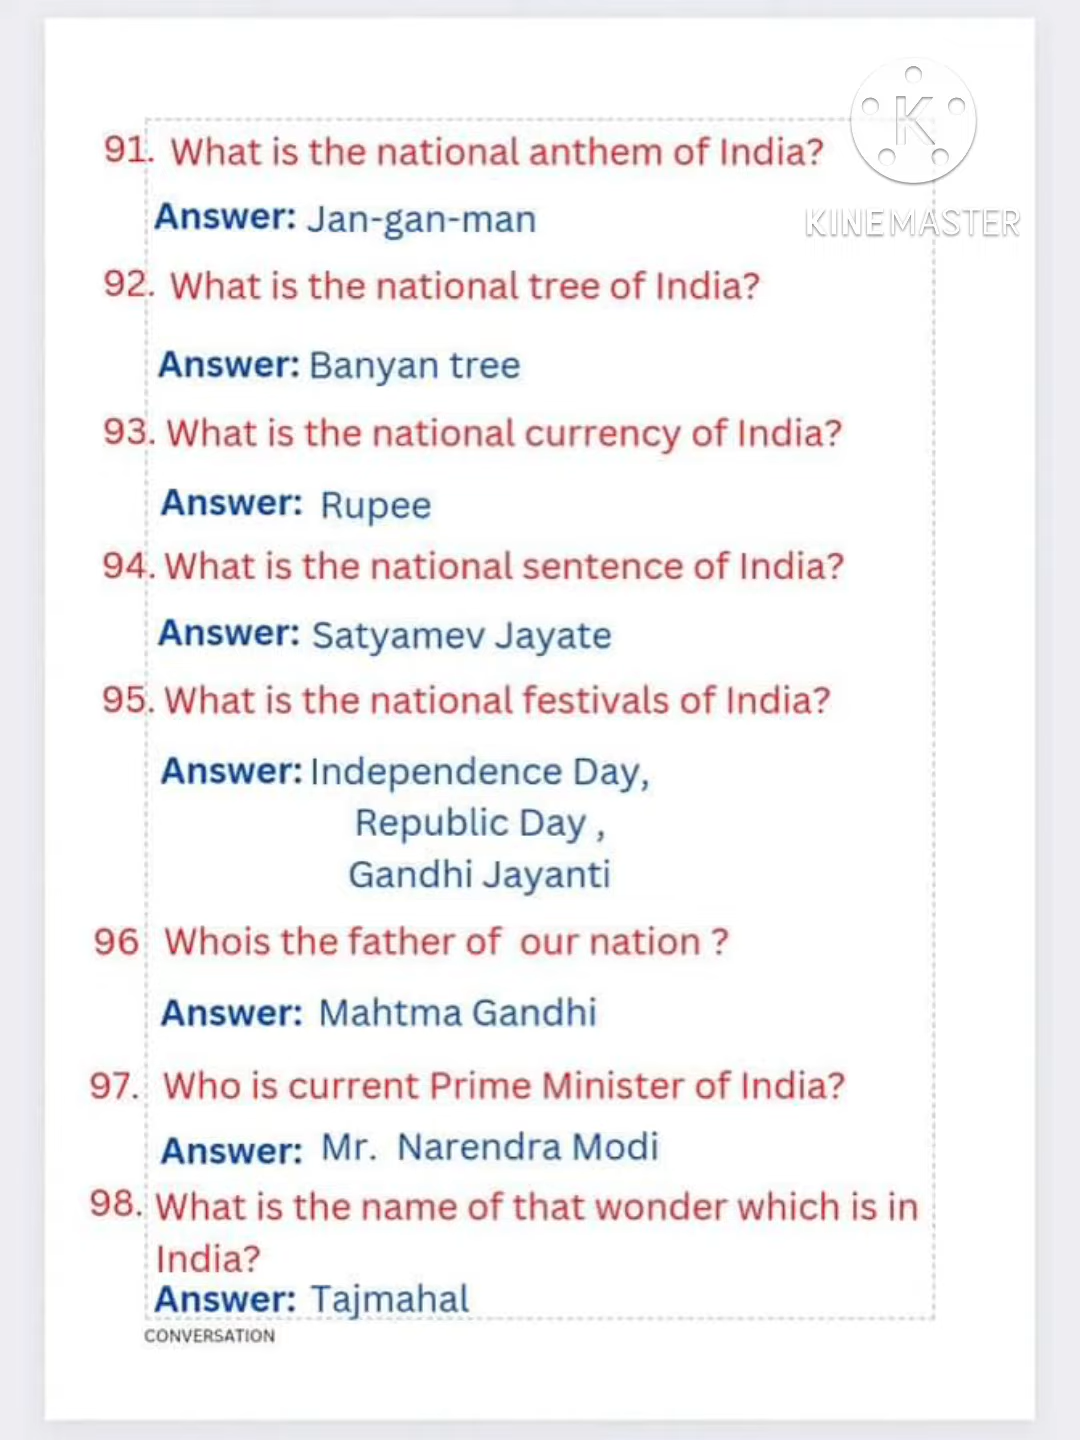 K
KINEMASTER
91. What is the national anthem of India?
Answer: Jan-gan-man
92. What is the national tree of India?
Answer: Banyan tree
93. What is the national currency of India?
Answer: Rupee
94. What is the national sentence of India?
Answer: Satyamev Jayate
95. What is the national festivals of India?
Answer: Independence Day,
Republic Day ,
Gandhi Jayanti
96 Whois the father of our nation ?
Answer: Mahtma Gandhi
97. Who is current Prime Minister of India?
Answer: Mr. Narendra Modi
98. What is the name of that wonder which is in
India?
Answer: Tajmahal
CONVERSATION